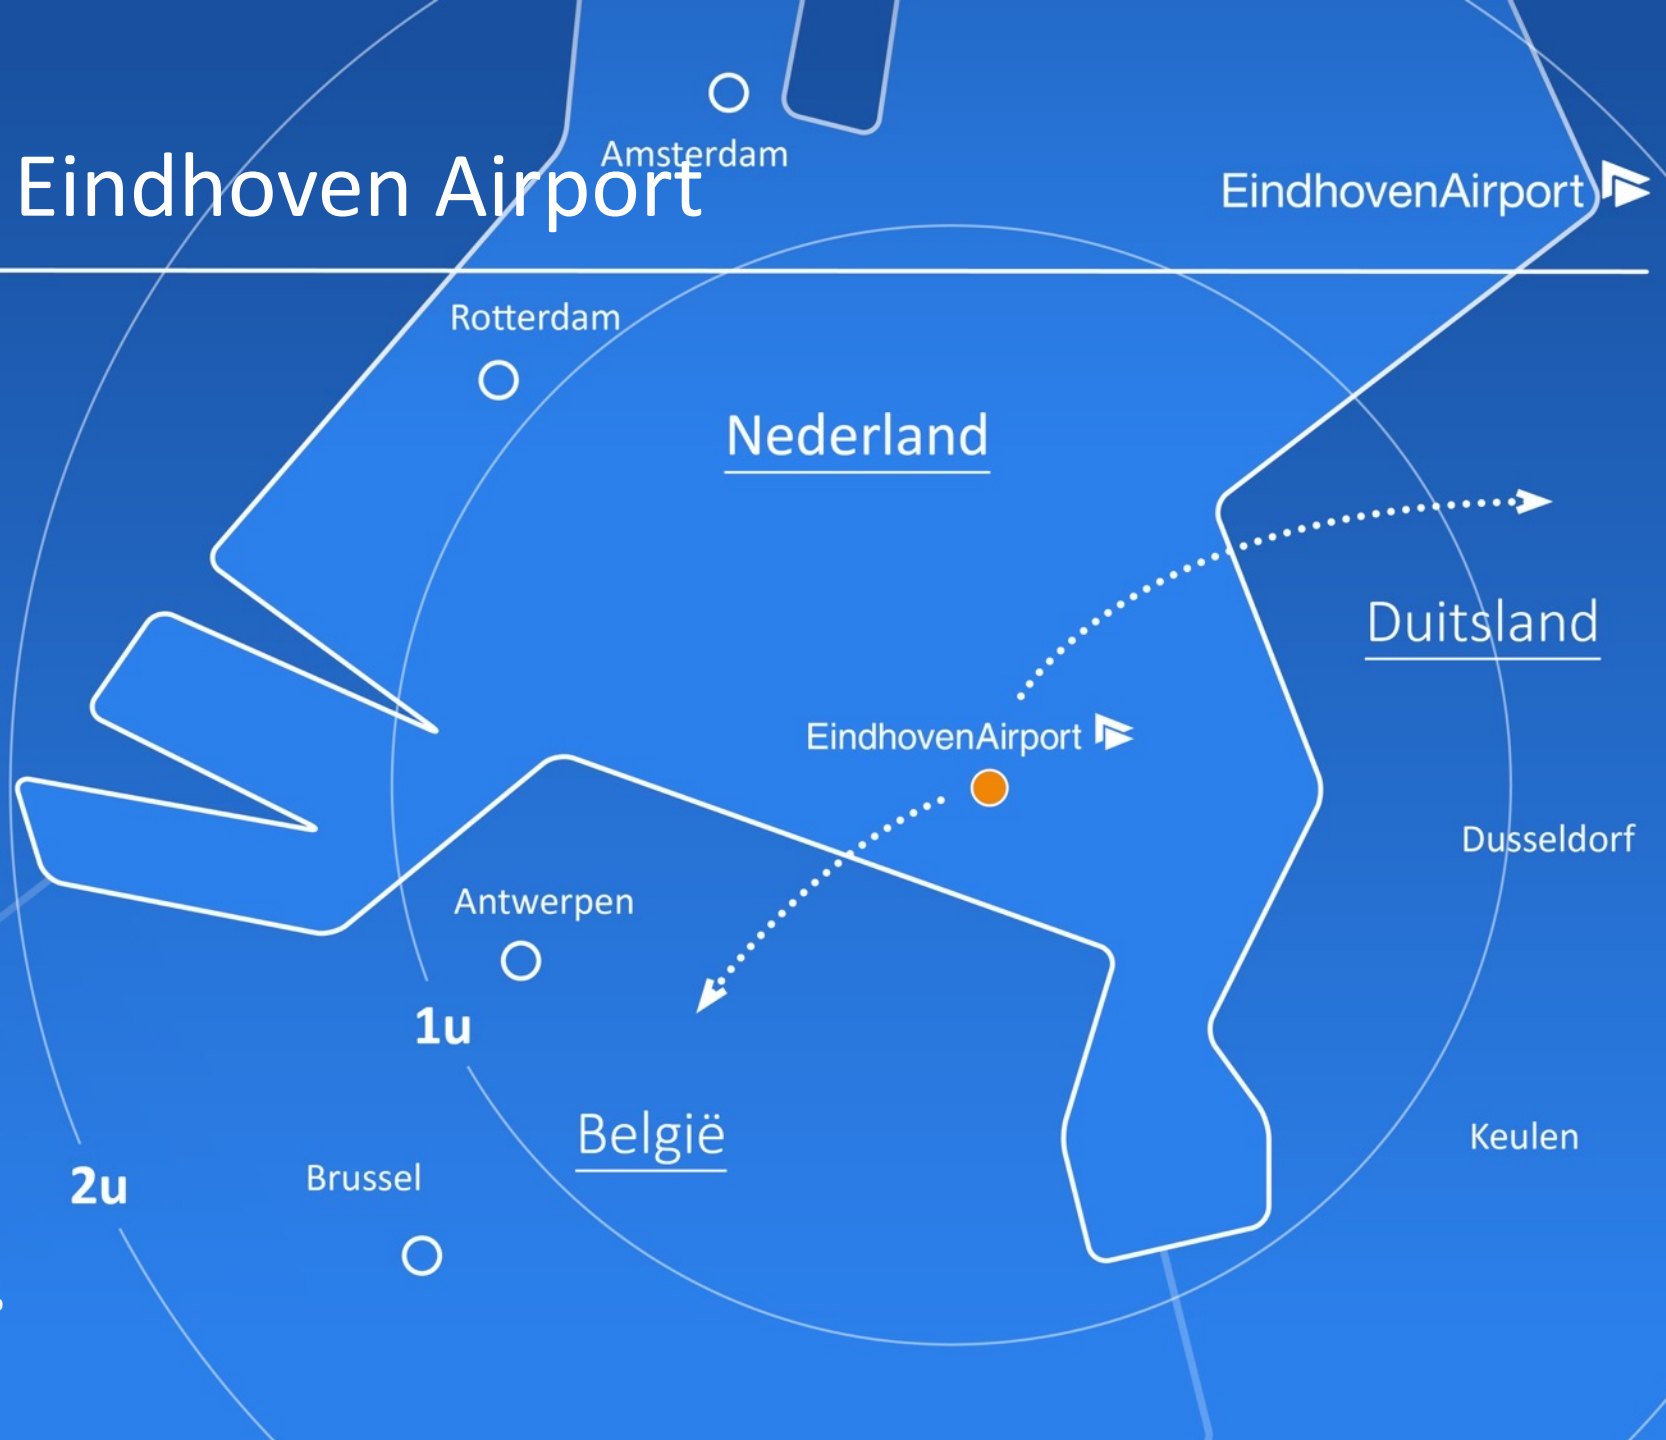 Amsterdam
Eindhoven Airport
EindhovenAirport
Rotterdam
Nederland
Duitsland
EindhovenAirport
Dusseldorf
Antwerpen
1u
België
Keulen
Brussel
2u